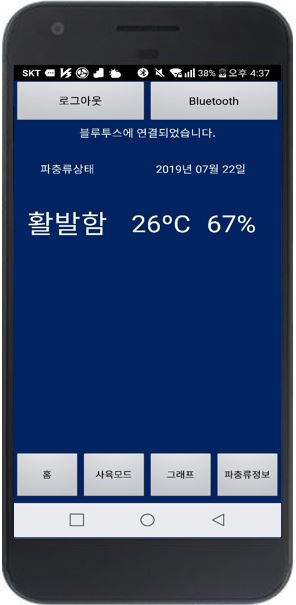 SKT 38% 오후 4:37
로그아웃 Bluetooth
블루투스에 연결되었습니다.
파충류상태 2019년 07월 22일
활발함 26ºC 67%
홈 사육모드 그래프 파충류정보